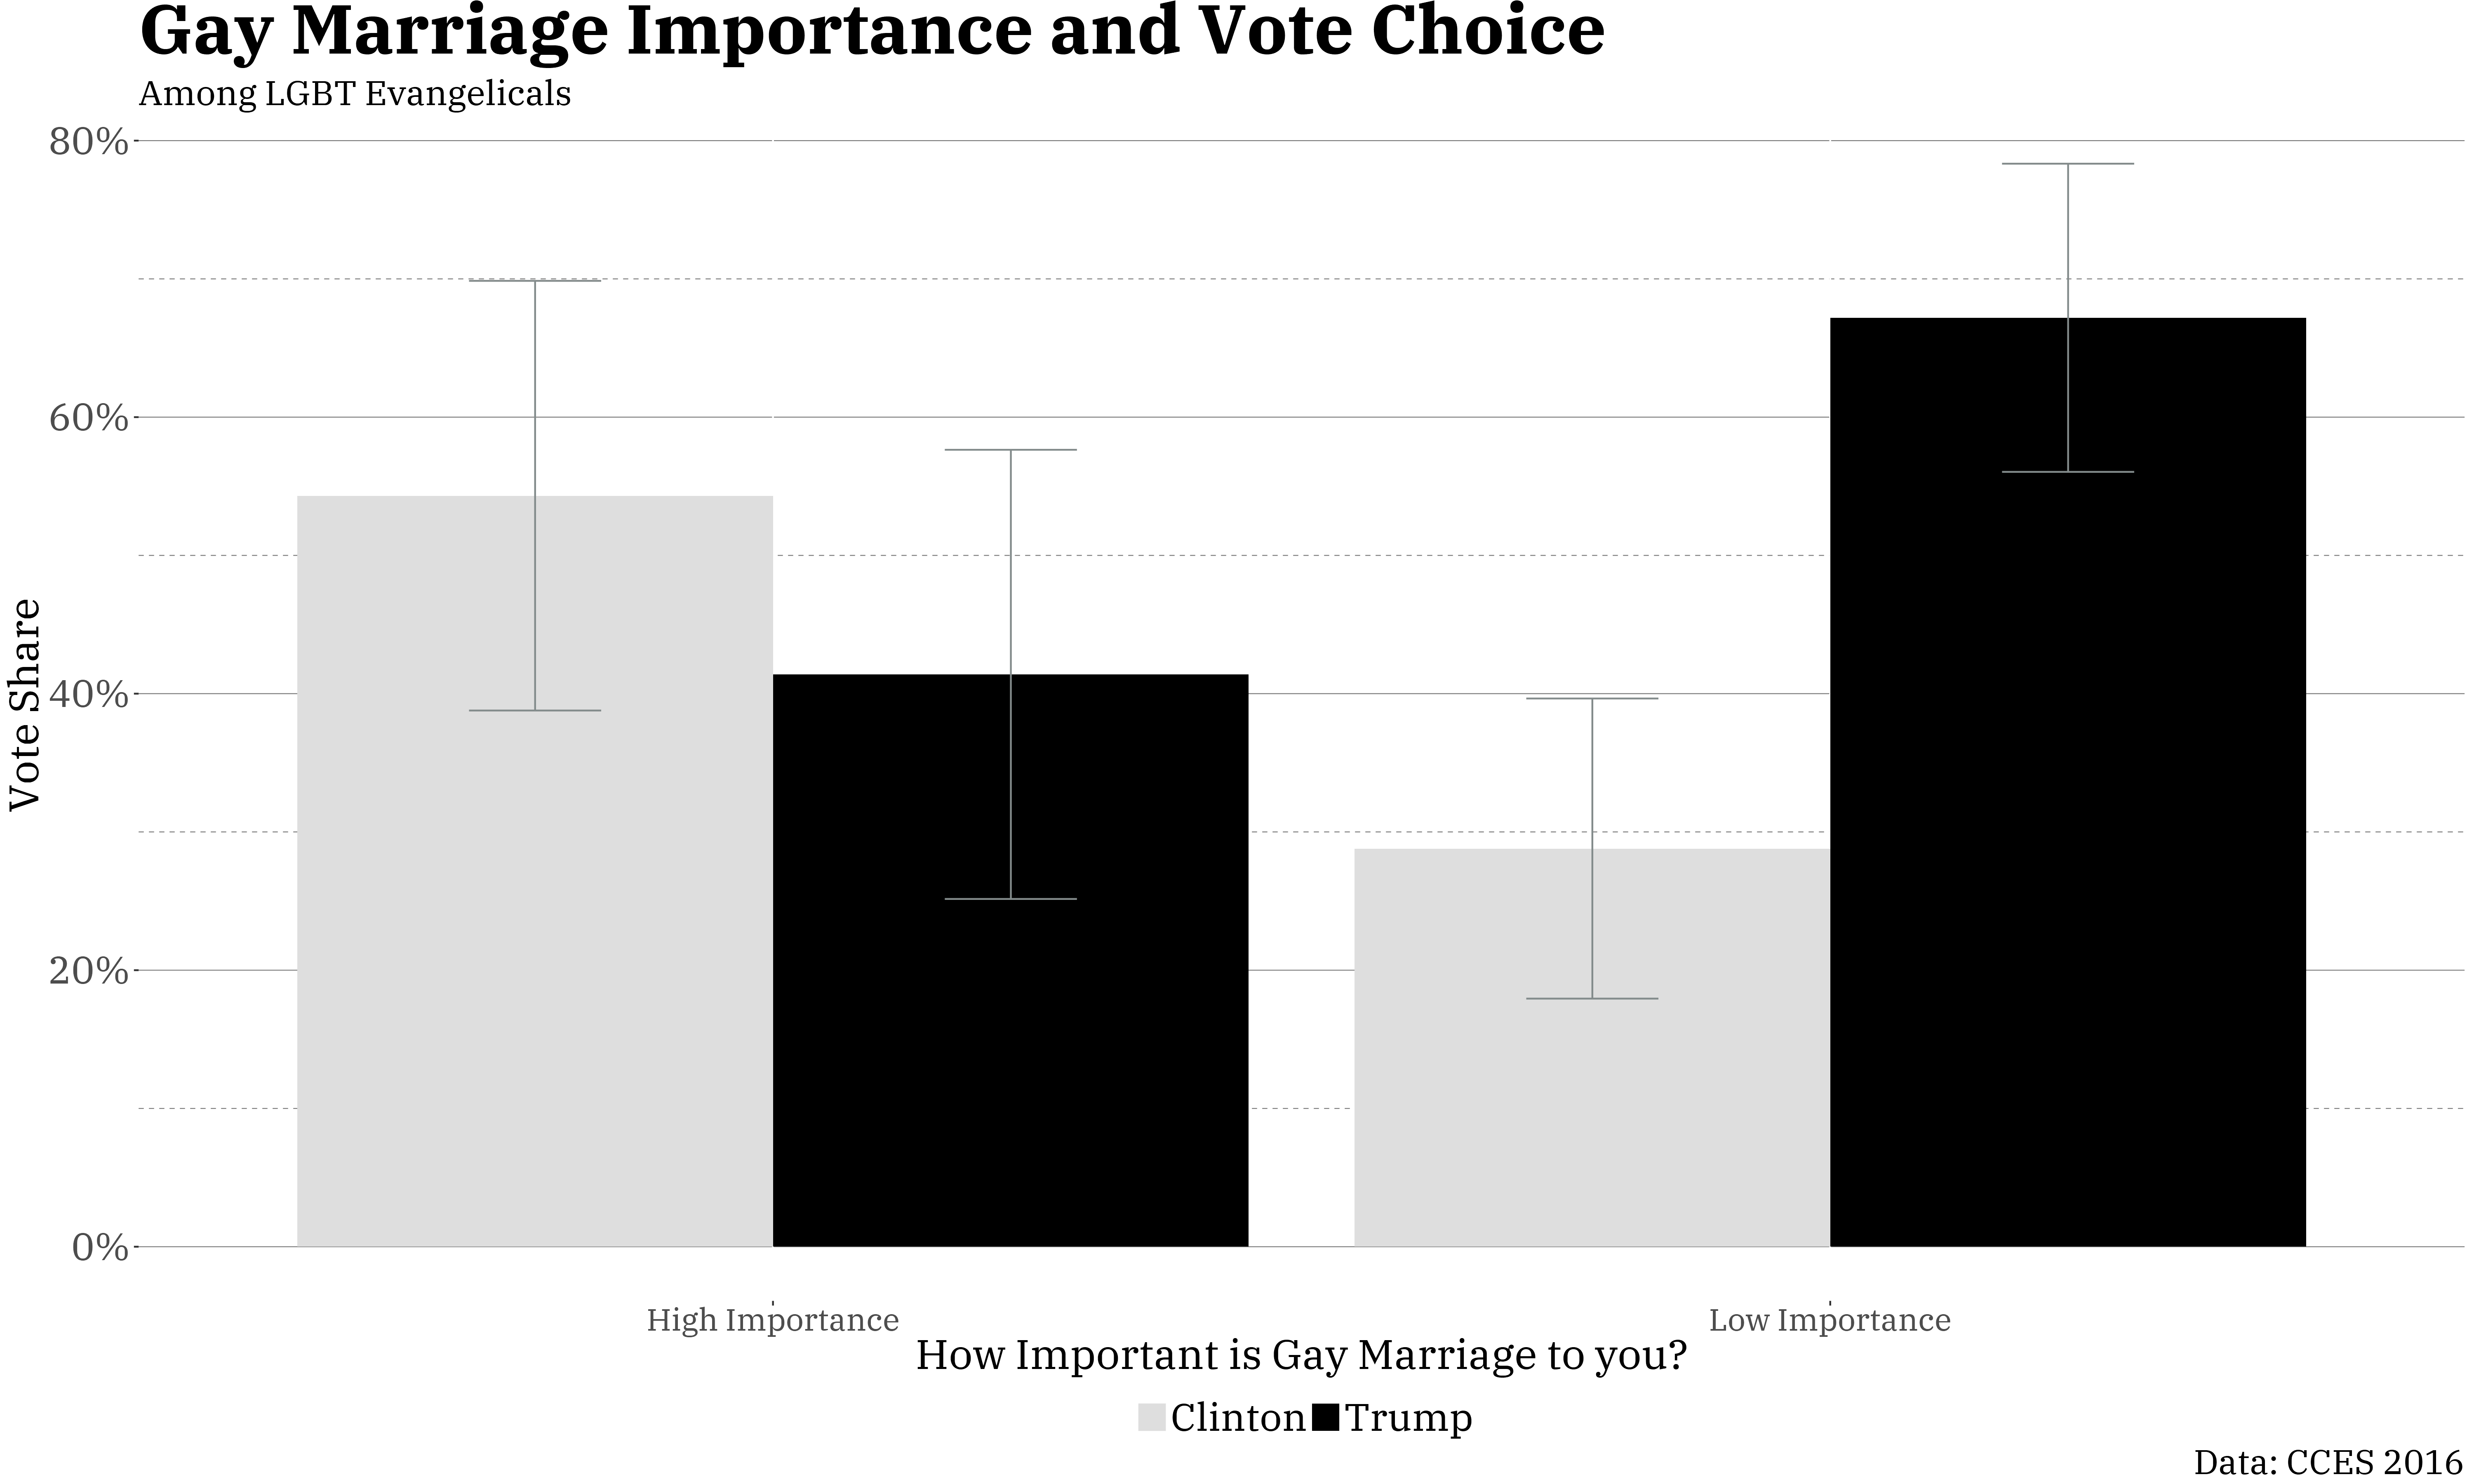 Gay Marriage Importance and Vote Choice
Among LGBT Evangelicals
80%
60%
40%
20%
0%
Vote Share
High Importance
Low Importance
How Important is Gay Marriage to you?
Clinton Trump
Data: CCES 2016